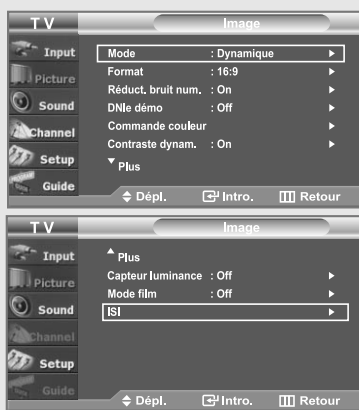 TV Image
Input
Picture
Sound
Channel
Setup
Guide
Mode : Dynamique
Format : 16:9
Réduct. bruit num. : On
DNIe démo : Off
Commande couleur
Contraste dynam. : On
Plus
Dépl. Intro. Retour
TV Image
Input
Picture
Sound
Channel
Setup
Guide
Plus
Capteur luminance : Off
Mode film : Off
ISI
Dépl. Intro. Retour